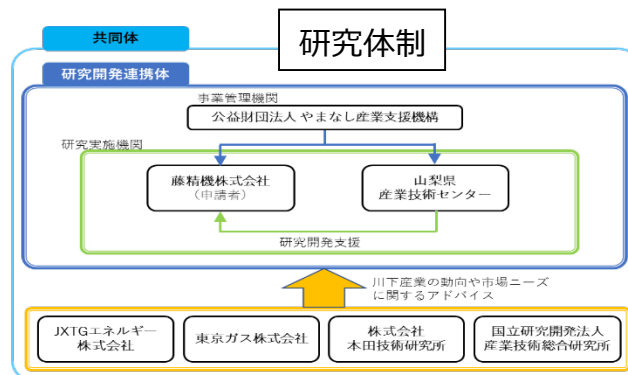 共同体
研究体制
研究開発連携体
事業管理機関
公益財団法人 やまなし産業支援機構
研究実施機関
藤精機株式会社
(申請者)
山梨県
産業技術センター
研究開発支援
川下産業の動向や市場ニーズ
に関するアドバイス
JXTGエネルギー
株式会社
東京ガス株式会社
株式会社
本田技術研究所
国立研究開発法人
産業技術総合研究所